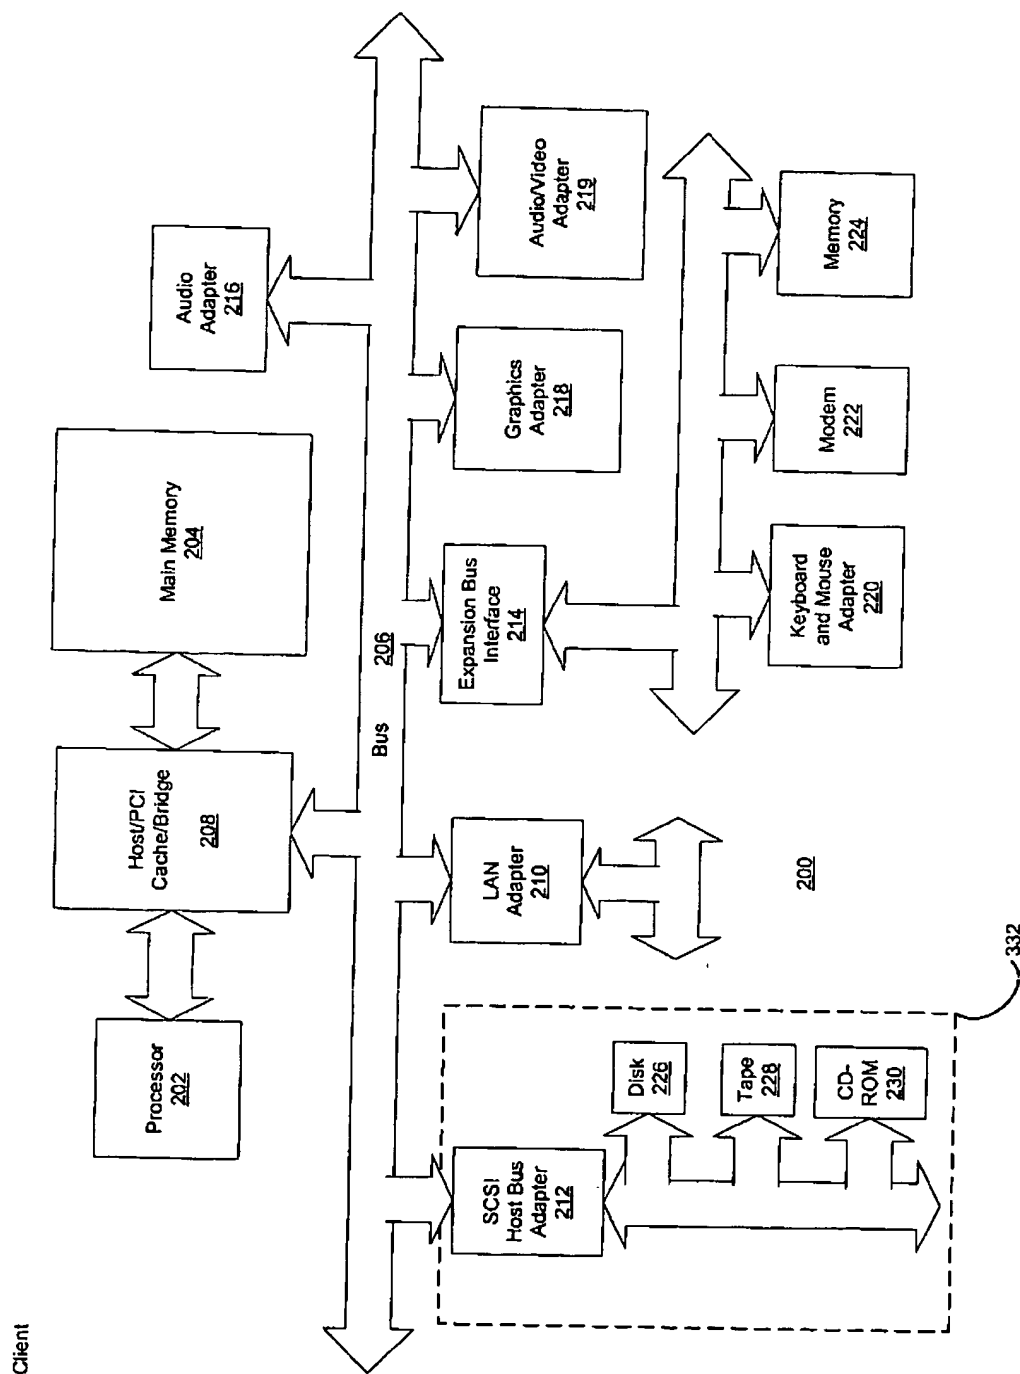 Client
Processor
202
Host/PCI
Cache/Bridge
208
Main Memory
204
Audio
Adapter
216
Bus
206
SCSI
Host Bus
Adapter
212
LAN
Adapter
210
Expansion Bus
Interface
214
Graphics
Adapter
218
Audio/Video
Adapter
219
Disk
226
Tape
228
CD-
ROM
230
200
Keyboard
and Mouse
Adapter
220
Modem
222
Memory
224
332